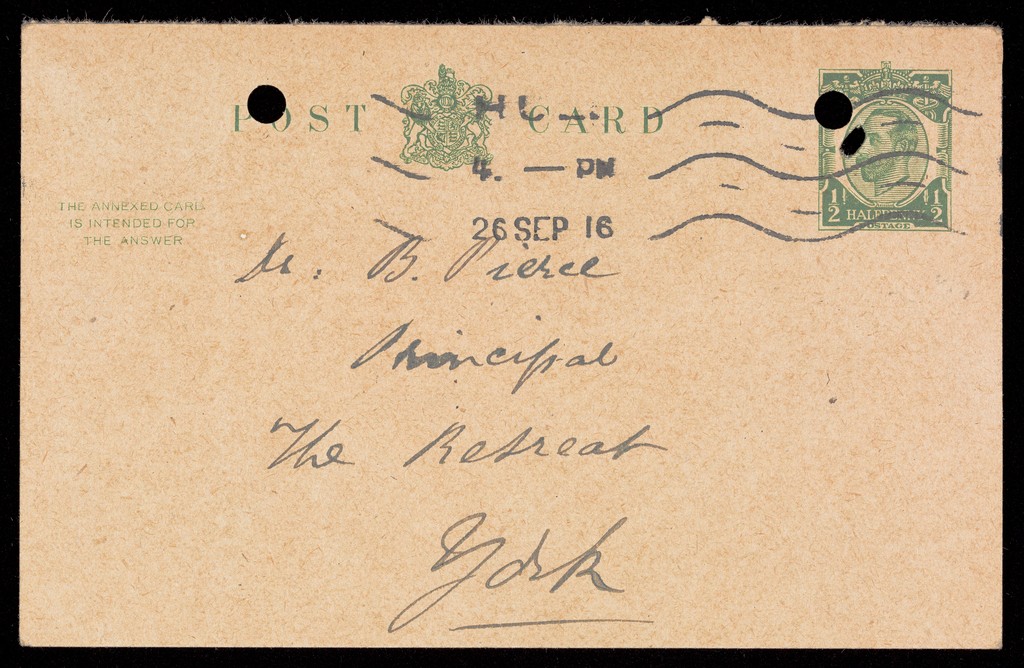 POST CARD
4. — PM
26 SEP 16
THE ANNEXED CARD
IS INTENDED FOR
THE ANSWER
1/2 HALFPENNY 1/2
POSTAGE
Dr. B. Pierce
Principal
The Retreat
York